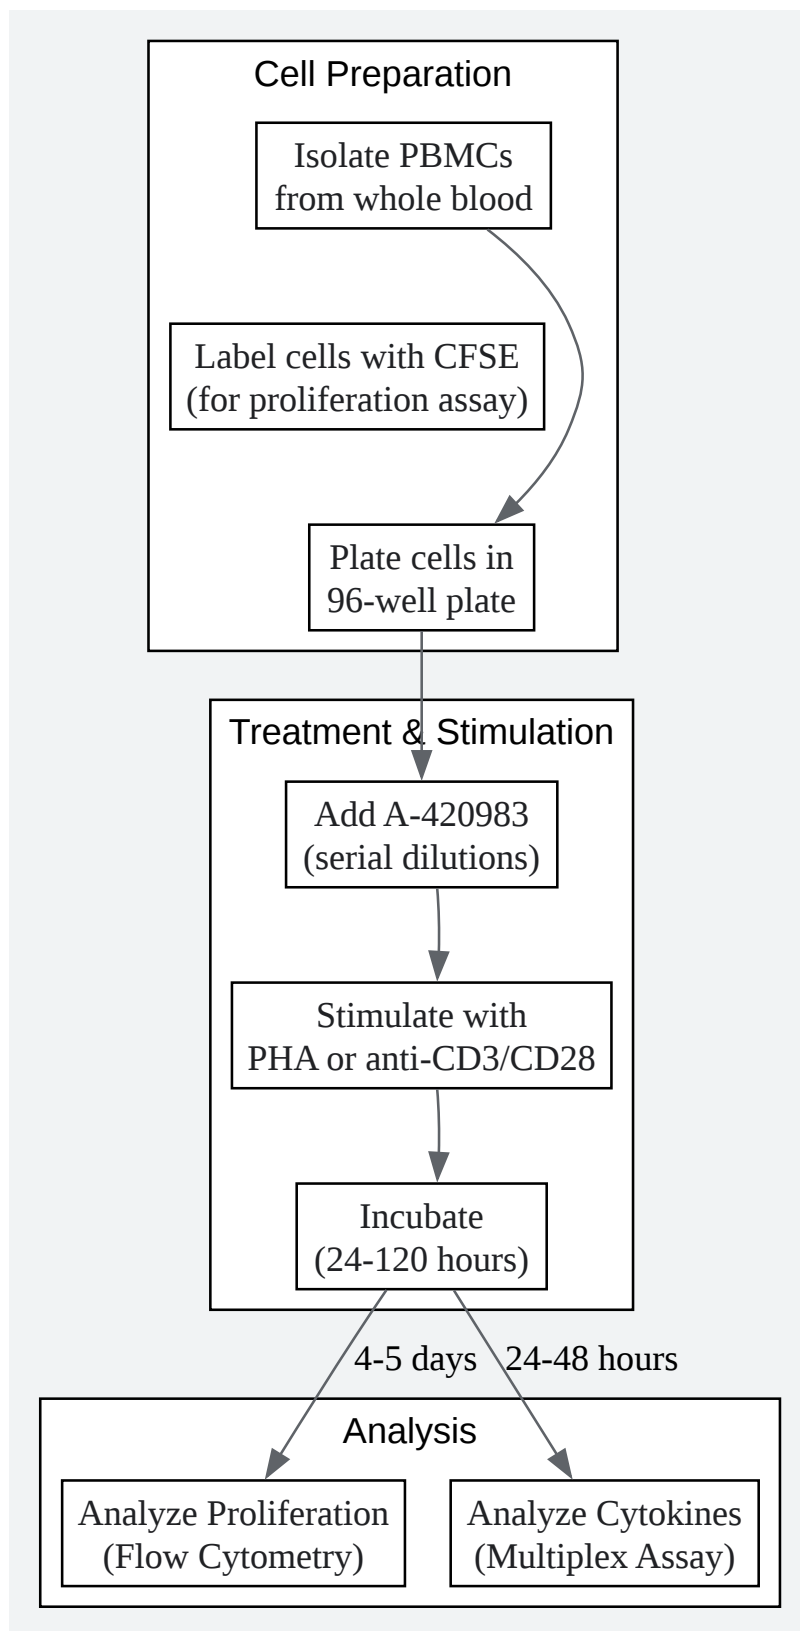 Cell Preparation
Isolate PBMCs
from whole blood
Label cells with CFSE
(for proliferation assay)
Plate cells in
96-well plate
Treatment & Stimulation
Add A-420983
(serial dilutions)
Stimulate with
PHA or anti-CD3/CD28
Incubate
(24-120 hours)
4-5 days
24-48 hours
Analysis
Analyze Proliferation
(Flow Cytometry)
Analyze Cytokines
(Multiplex Assay)